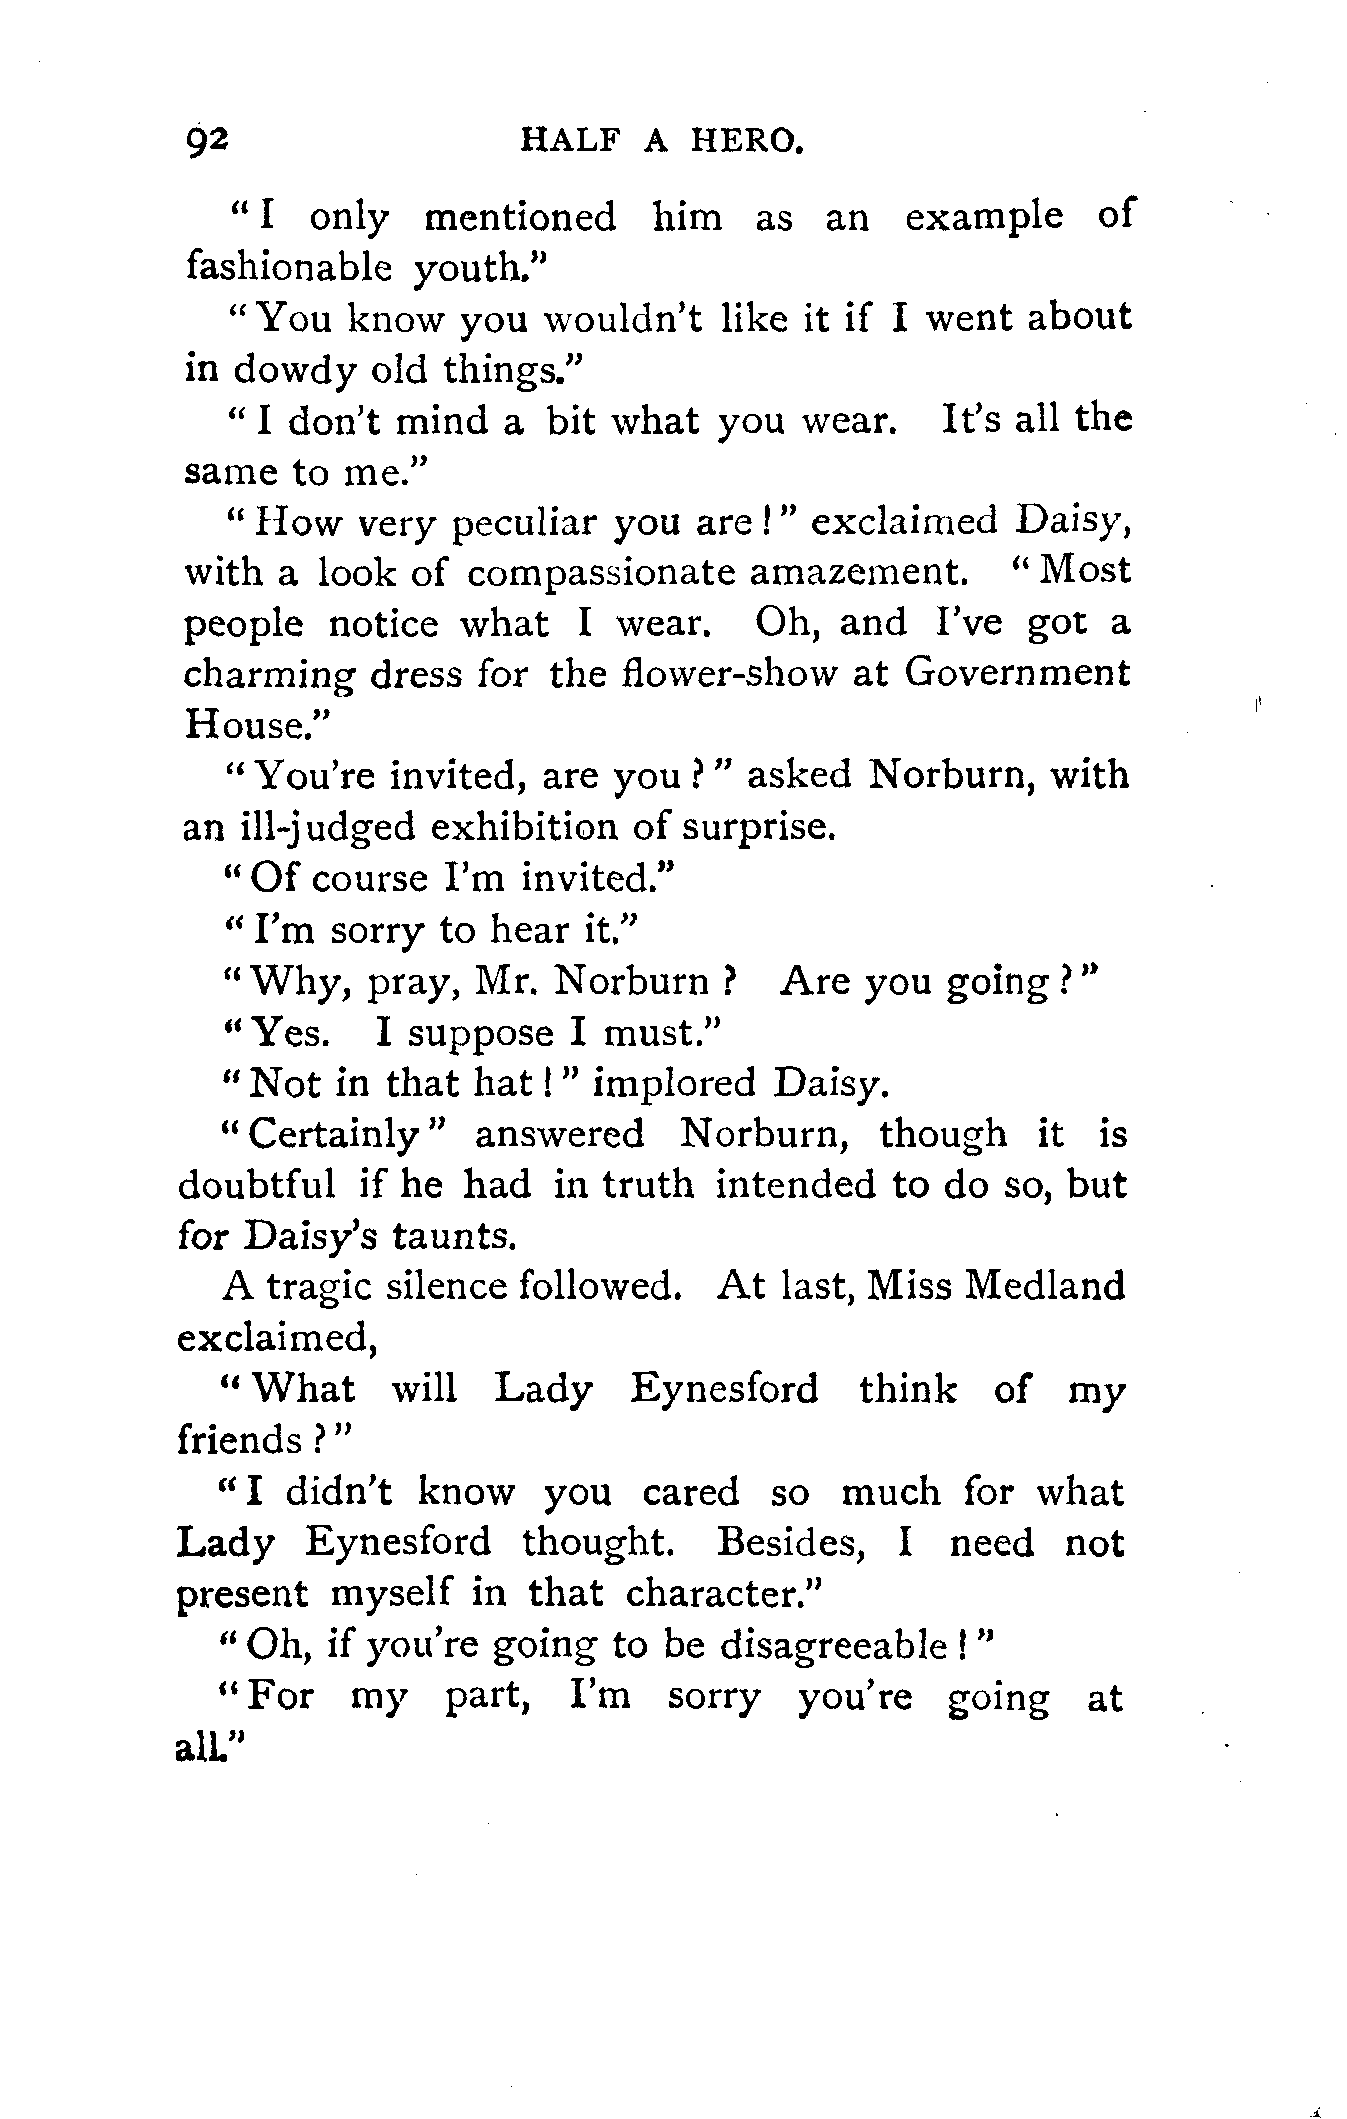 92 HALF A HERO.
“I only mentioned him as an example of
fashionable youth.”
“You know you wouldn't like it if I went about
in dowdy old things.”
“I don't mind a bit what you wear. It's all the
same to me.”
“How very peculiar you are!” exclaimed Daisy,
with a look of compassionate amazement. “Most
people notice what I wear. Oh, and I've got a
charming dress for the flower-show at Government
House.”
“You're invited, are you?” asked Norburn, with
an ill-judged exhibition of surprise.
“Of course I'm invited.”
“I'm sorry to hear it.”
“Why, pray, Mr. Norburn? Are you going?”
“Yes. I suppose I must.”
“Not in that hat!” implored Daisy.
“Certainly” answered Norburn, though it is
doubtful if he had in truth intended to do so, but
for Daisy's taunts.
A tragic silence followed. At last, Miss Medland
exclaimed,
“What will Lady Eynesford think of my
friends?”
“I didn't know you cared so much for what
Lady Eynesford thought. Besides, I need not
present myself in that character.”
“Oh, if you're going to be disagreeable!”
“For my part, I'm sorry you're going at
all.”